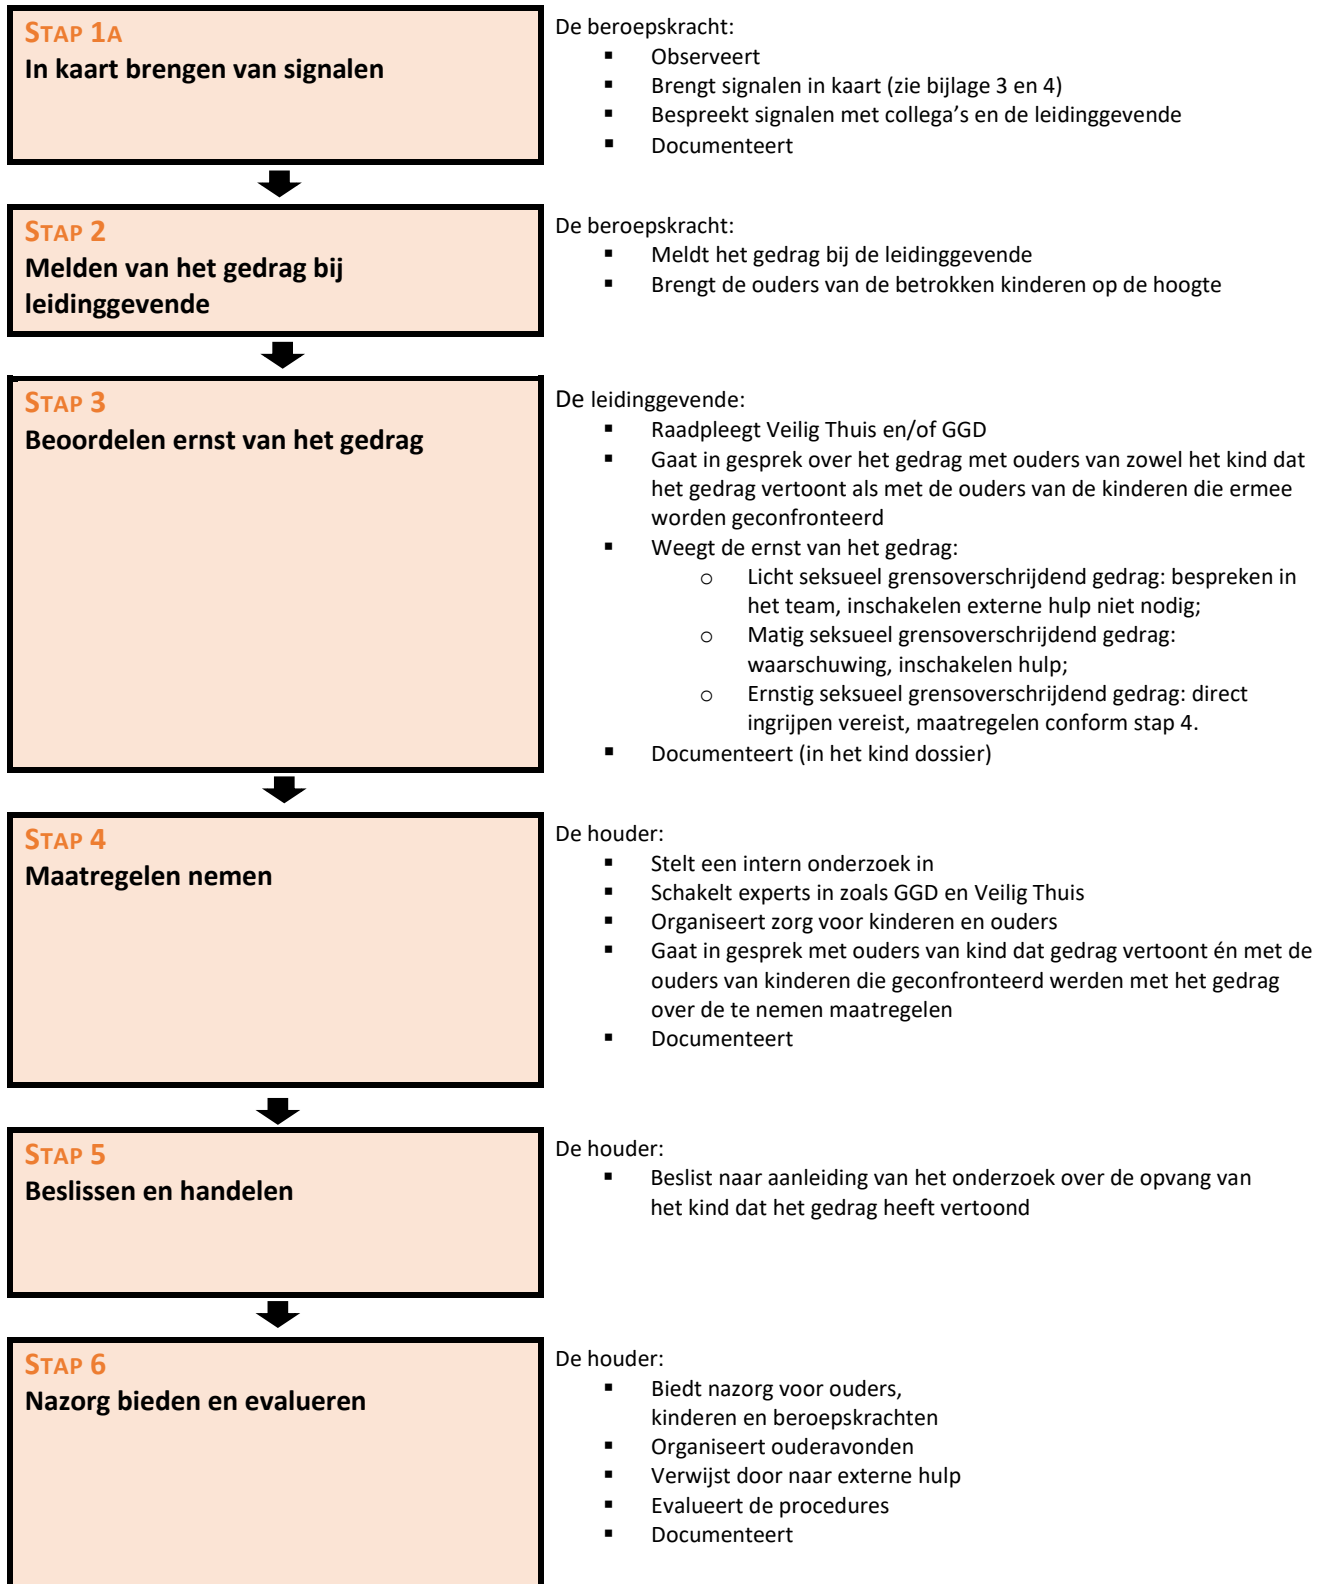 STAP 1A
In kaart brengen van signalen
De beroepskracht:
▪ Observeert
▪ Brengt signalen in kaart (zie bijlage 3 en 4)
▪ Bespreekt signalen met collega's en de leidinggevende
▪ Documenteert
STAP 2
Melden van het gedrag bij
leidinggevende
De beroepskracht:
▪ Meldt het gedrag bij de leidinggevende
▪ Brengt de ouders van de betrokken kinderen op de hoogte
STAP 3
Beoordelen ernst van het gedrag
De leidinggevende:
▪ Raadpleegt Veilig Thuis en/of GGD
▪ Gaat in gesprek over het gedrag met ouders van zowel het kind dat
het gedrag vertoont als met de ouders van de kinderen die ermee
worden geconfronteerd
▪ Weegt de ernst van het gedrag:
o Licht seksueel grensoverschrijdend gedrag: bespreken in
het team, inschakelen externe hulp niet nodig;
o Matig seksueel grensoverschrijdend gedrag:
waarschuwing, inschakelen hulp;
o Ernstig seksueel grensoverschrijdend gedrag: direct
ingrijpen vereist, maatregelen conform stap 4.
▪ Documenteert (in het kind dossier)
STAP 4
Maatregelen nemen
De houder:
▪ Stelt een intern onderzoek in
▪ Schakelt experts in zoals GGD en Veilig Thuis
▪ Organiseert zorg voor kinderen en ouders
▪ Gaat in gesprek met ouders van kind dat gedrag vertoont én met de
ouders van kinderen die geconfronteerd werden met het gedrag
over de te nemen maatregelen
▪ Documenteert
STAP 5
Beslissen en handelen
De houder:
▪ Beslist naar aanleiding van het onderzoek over de opvang van
het kind dat het gedrag heeft vertoond
STAP 6
Nazorg bieden en evalueren
De houder:
▪ Biedt nazorg voor ouders,
kinderen en beroepskrachten
▪ Organiseert ouderavonden
▪ Verwijst door naar externe hulp
▪ Evalueert de procedures
▪ Documenteert